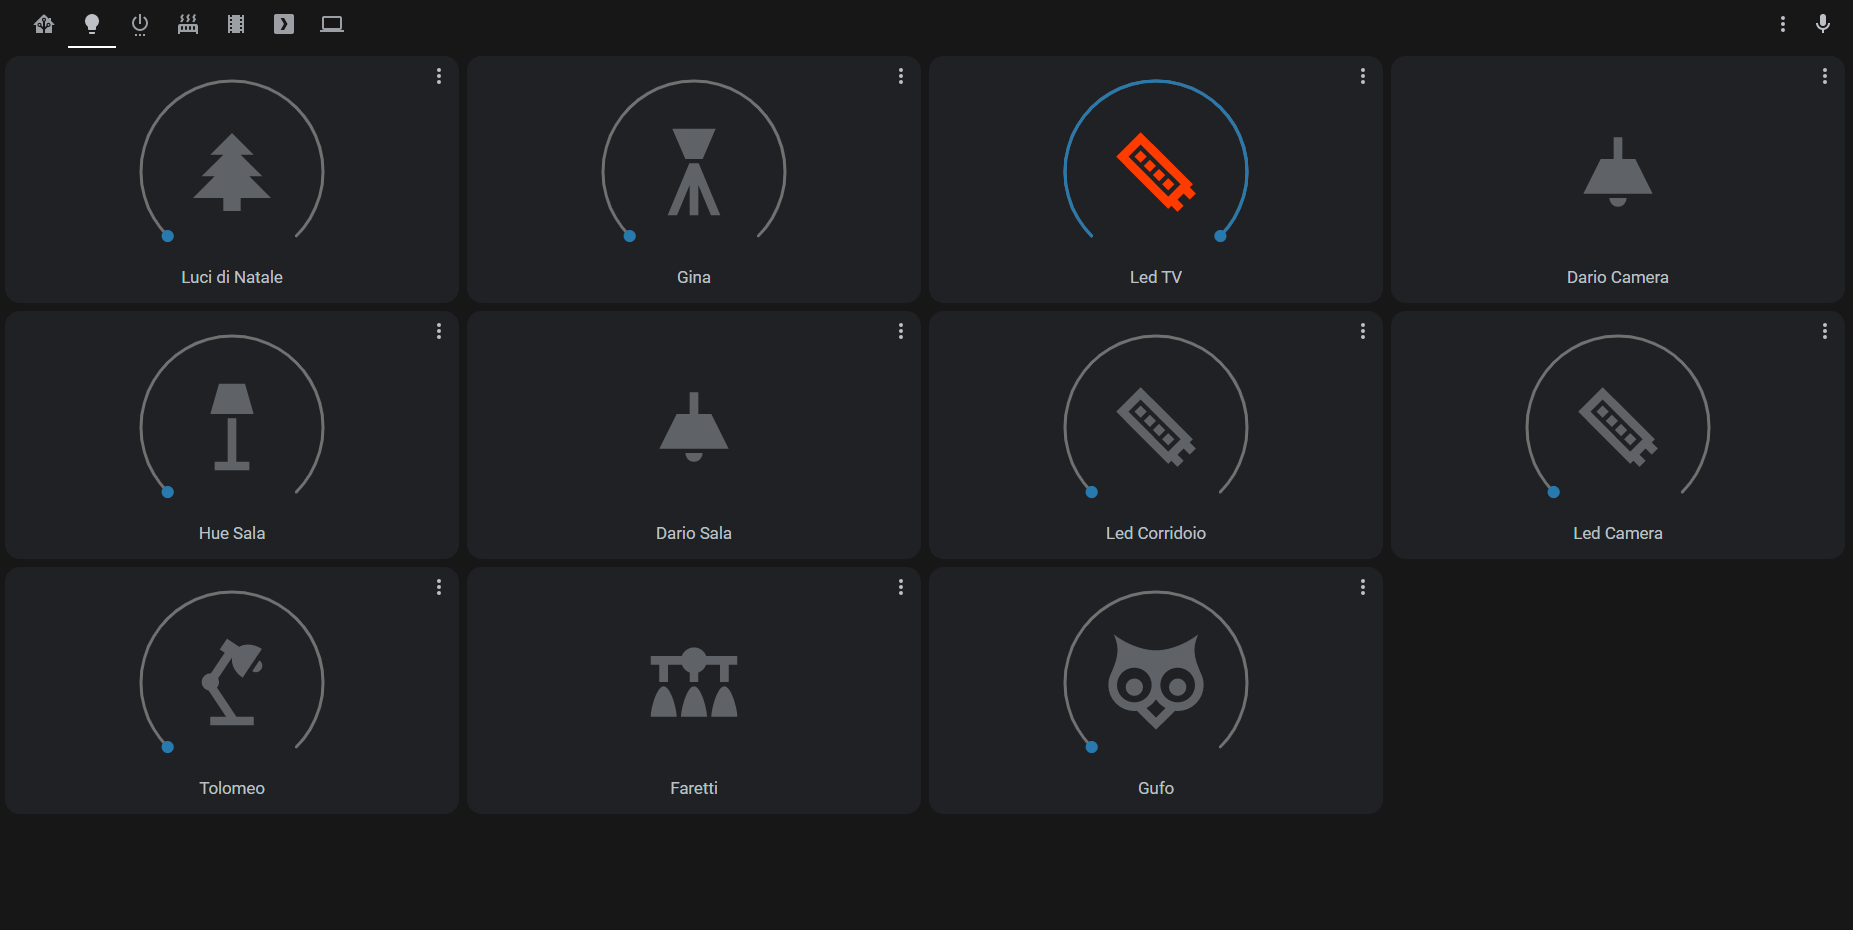 Luci di Natale
Gina
Led TV
Dario Camera
Hue Sala
Dario Sala
Led Corridoio
Led Camera
Tolomeo
Faretti
Gufo